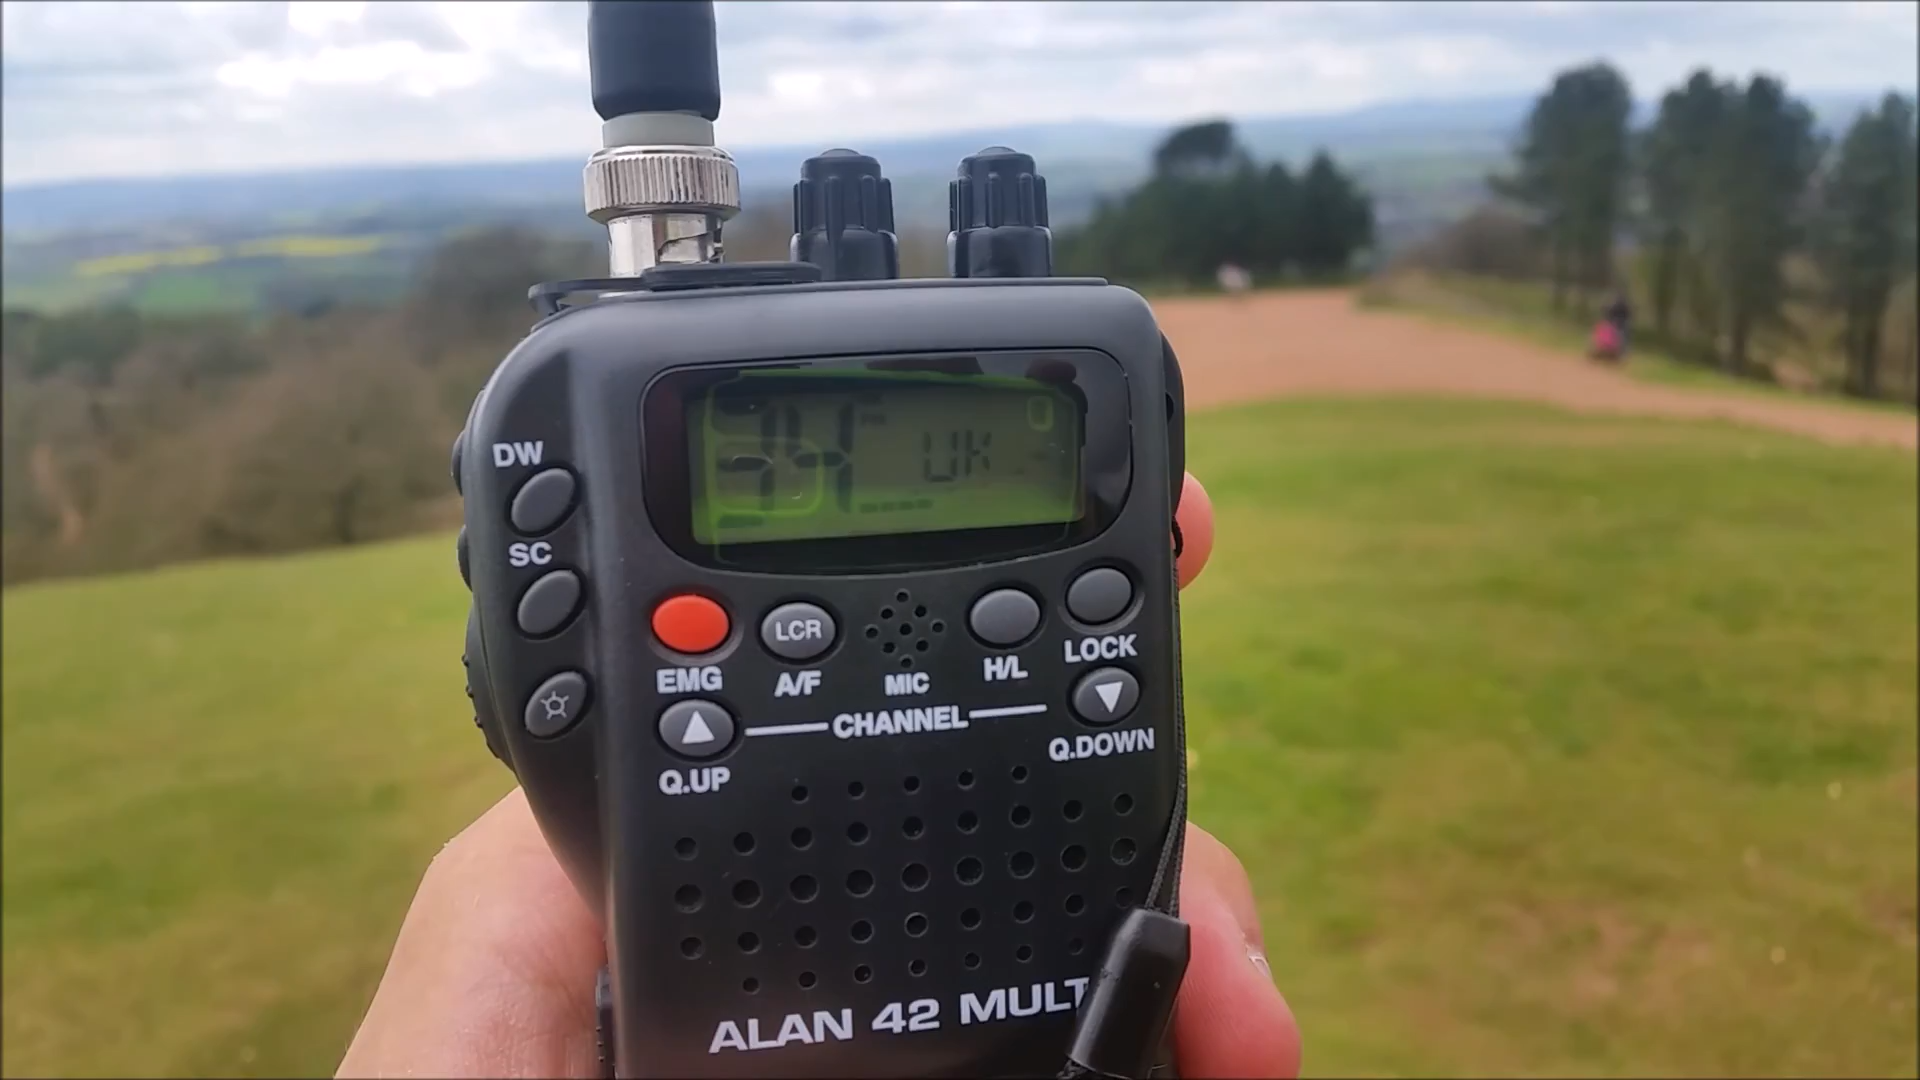 UK
DW
SC
LCR
EMG
A/F
MIC
H/L
LOCK
CHANNEL
Q.UP
Q.DOWN
ALAN 42 MULT